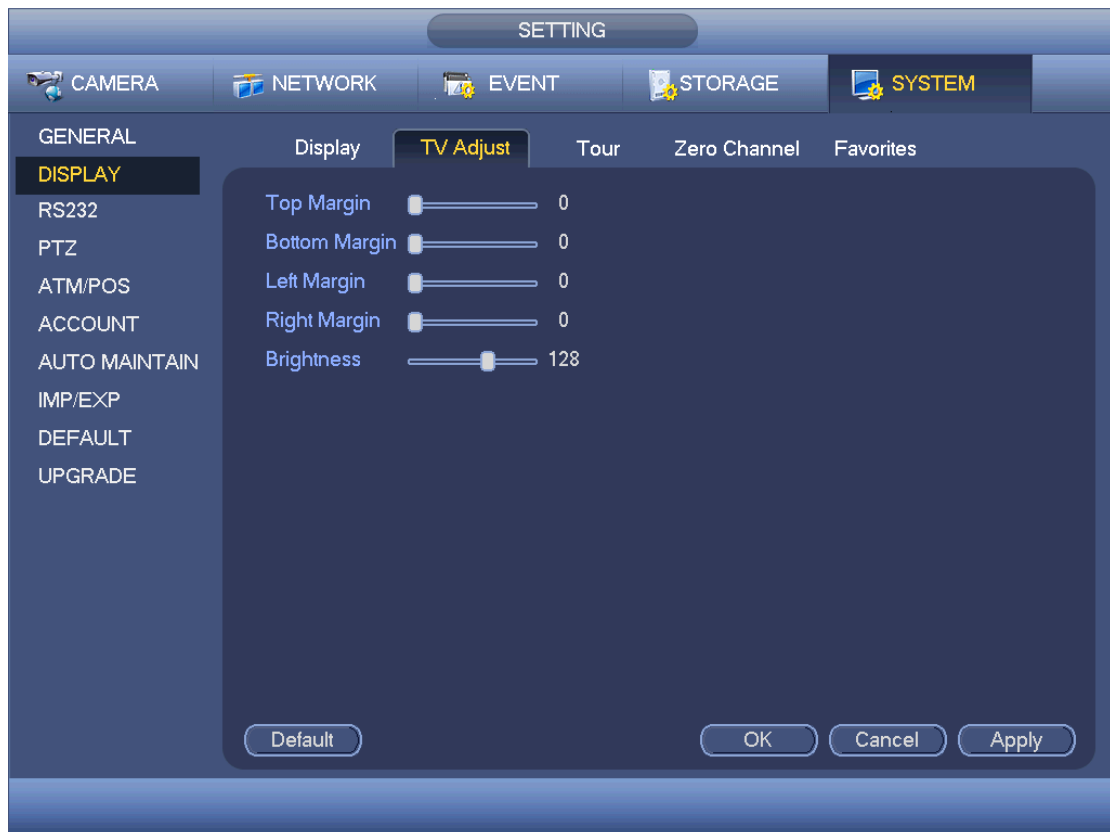 SETTING
CAMERA NETWORK EVENT STORAGE SYSTEM
GENERAL
DISPLAY
RS232
PTZ
ATM/POS
ACCOUNT
AUTO MAINTAIN
IMP/EXP
DEFAULT
UPGRADE
Display TV Adjust Tour Zero Channel Favorites
Top Margin 0
Bottom Margin 0
Left Margin 0
Right Margin 0
Brightness 128
Default OK Cancel Apply